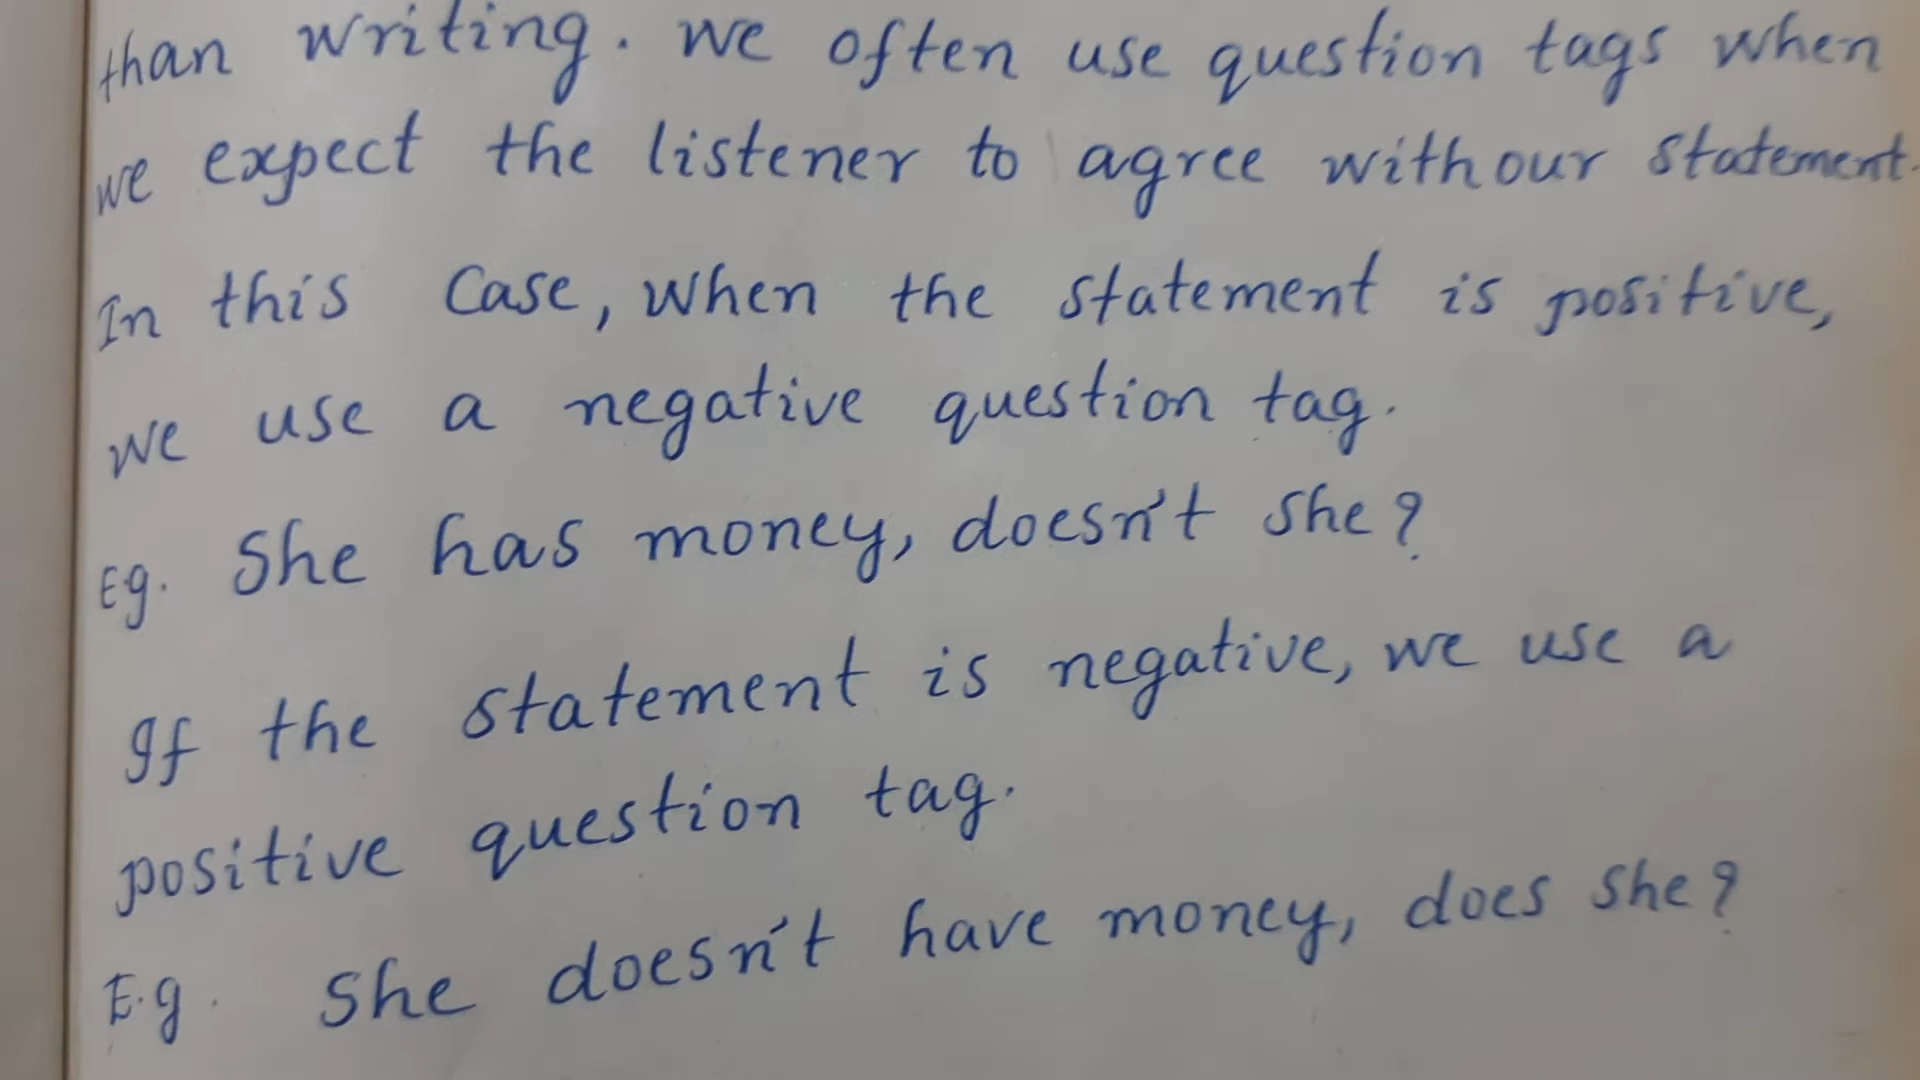 than writing. We often use question tags when
we expect the listener to agree with our statement.
In this case, when the statement is positive,
we use a negative question tag.
Eg. She has money, doesn't she?
If the statement is negative, we use a
positive question tag.
E.g. She doesn't have money, does she?